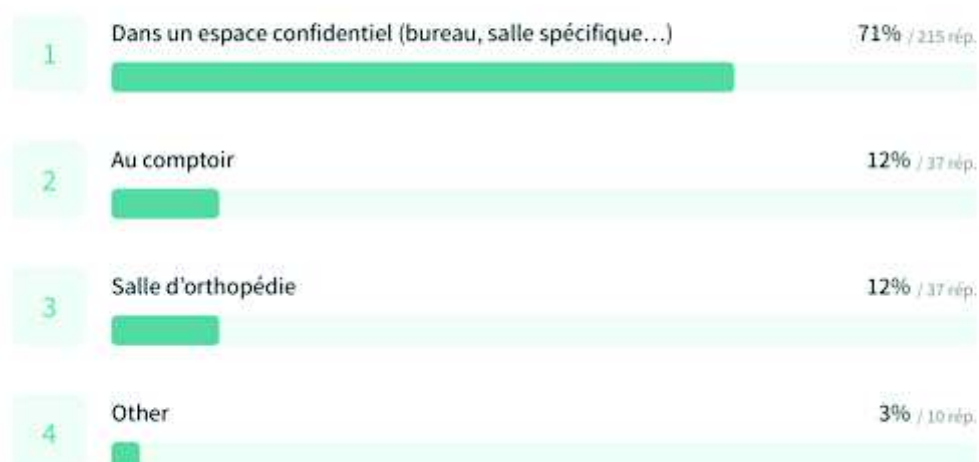 1
Dans un espace confidentiel (bureau, salle spécifique…) 71% / 215 rép.
2
Au comptoir 12% / 37 rép.
3
Salle d'orthopédie 12% / 37 rép.
4
Other 3% / 10 rép.